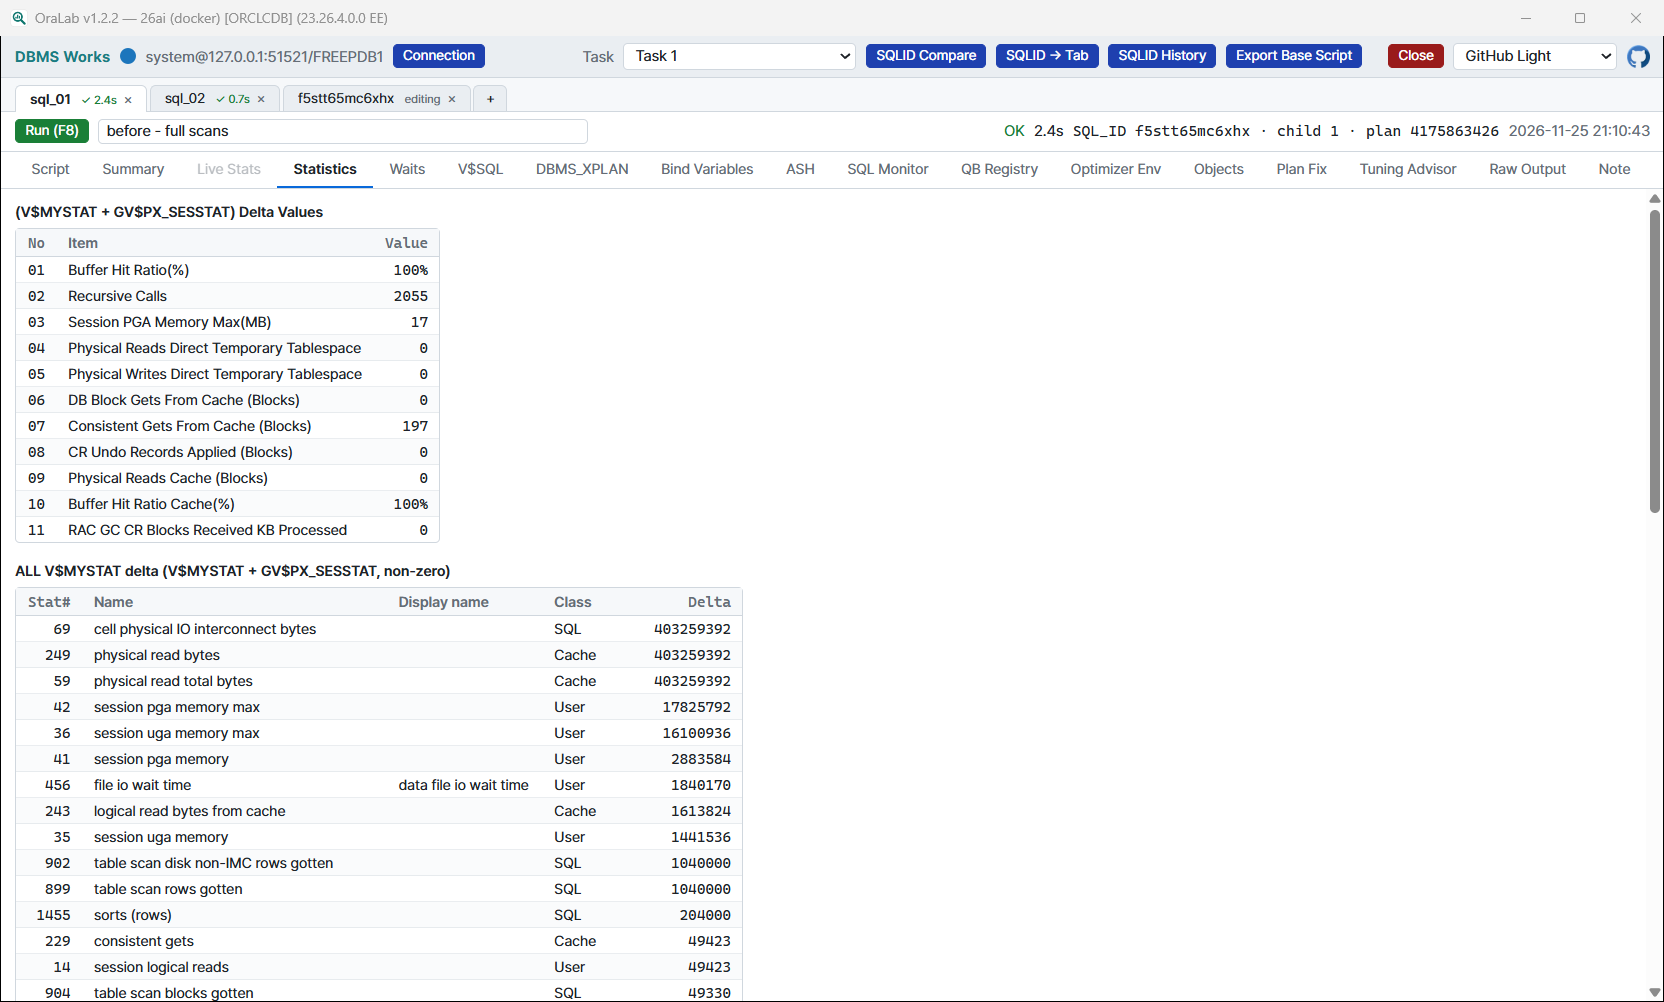 OraLab v1.2.2 — 26ai (docker) [ORCLCDB] (23.26.4.0.0 EE)
DBMS Works system@127.0.0.1:51521/FREEPDB1 Connection Task Task 1 SQLID Compare SQLID → Tab SQLID History Export Base Script Close GitHub Light
sql_01 ✓ 2.4s × sql_02 ✓ 0.7s × f5stt65mc6xhx editing × +
Run (F8) before - full scans OK 2.4s SQL_ID f5stt65mc6xhx · child 1 · plan 4175863426 2026-11-25 21:10:43
Script Summary Live Stats Statistics Waits V$SQL DBMS_XPLAN Bind Variables ASH SQL Monitor QB Registry Optimizer Env Objects Plan Fix Tuning Advisor Raw Output Note
(V$MYSTAT + GV$PX_SESSTAT) Delta Values
No Item Value
01 Buffer Hit Ratio(%) 100%
02 Recursive Calls 2055
03 Session PGA Memory Max(MB) 17
04 Physical Reads Direct Temporary Tablespace 0
05 Physical Writes Direct Temporary Tablespace 0
06 DB Block Gets From Cache (Blocks) 0
07 Consistent Gets From Cache (Blocks) 197
08 CR Undo Records Applied (Blocks) 0
09 Physical Reads Cache (Blocks) 0
10 Buffer Hit Ratio Cache(%) 100%
11 RAC GC CR Blocks Received KB Processed 0
ALL V$MYSTAT delta (V$MYSTAT + GV$PX_SESSTAT, non-zero)
Stat# Name Display name Class Delta
69 cell physical IO interconnect bytes SQL 403259392
249 physical read bytes Cache 403259392
59 physical read total bytes Cache 403259392
42 session pga memory max User 17825792
36 session uga memory max User 16100936
41 session pga memory User 2883584
456 file io wait time data file io wait time User 1840170
243 logical read bytes from cache Cache 1613824
35 session uga memory User 1441536
902 table scan disk non-IMC rows gotten SQL 1040000
899 table scan rows gotten SQL 1040000
1455 sorts (rows) SQL 204000
229 consistent gets Cache 49423
14 session logical reads User 49423
904 table scan blocks gotten SQL 49330